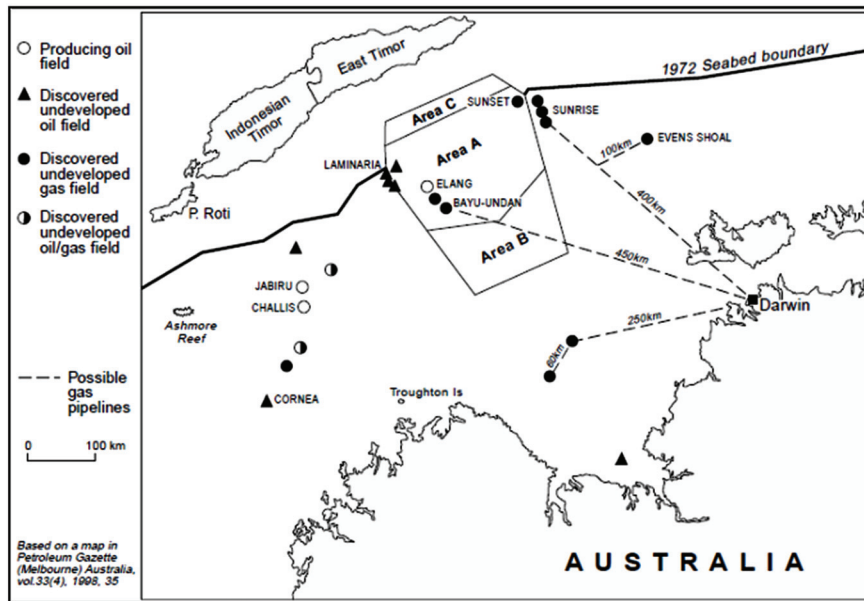 Producing oil
field
Discovered
undeveloped
oil field
Discovered
undeveloped
gas field
Discovered
undeveloped
oil/gas field
Possible
gas
pipelines
0 100 km
Based on a map in
Petroleum Gazette
(Melbourne) Australia,
vol.33(4), 1998, 35
East Timor
Indonesian
Timor
P. Roti
1972 Seabed boundary
Area C
SUNSET
SUNRISE
Area A
EVENS SHOAL
100km
LAMINARIA
ELANG
BAYU-UNDAN
400km
Area B
450km
JABIRU
CHALLIS
Ashmore
Reef
Darwin
250km
60km
CORNEA
Troughton Is
AUSTRALIA